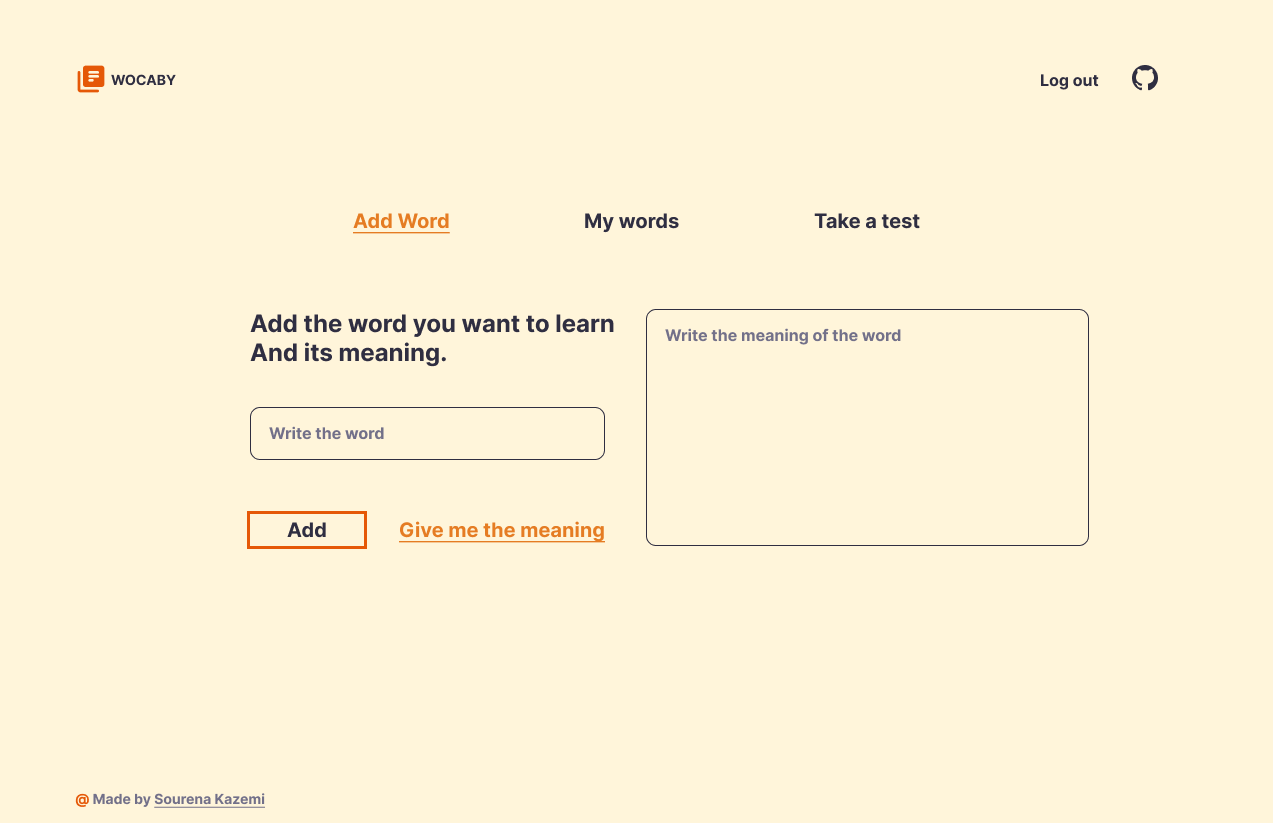 WOCABY
Log out
Add Word
My words
Take a test
Add the word you want to learn
And its meaning.
Write the word
Add
Give me the meaning
Write the meaning of the word
@ Made by Sourena Kazemi